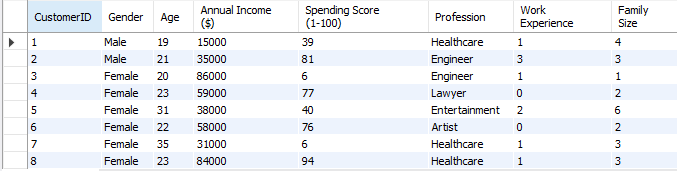 CustomerID Gender Age Annual Income ($) Spending Score (1-100) Profession Work Experience Family Size
1 Male 19 15000 39 Healthcare 1 4
2 Male 21 35000 81 Engineer 3 3
3 Female 20 86000 6 Engineer 1 1
4 Female 23 59000 77 Lawyer 0 2
5 Female 31 38000 40 Entertainment 2 6
6 Female 22 58000 76 Artist 0 2
7 Female 35 31000 6 Healthcare 1 3
8 Female 23 84000 94 Healthcare 1 3